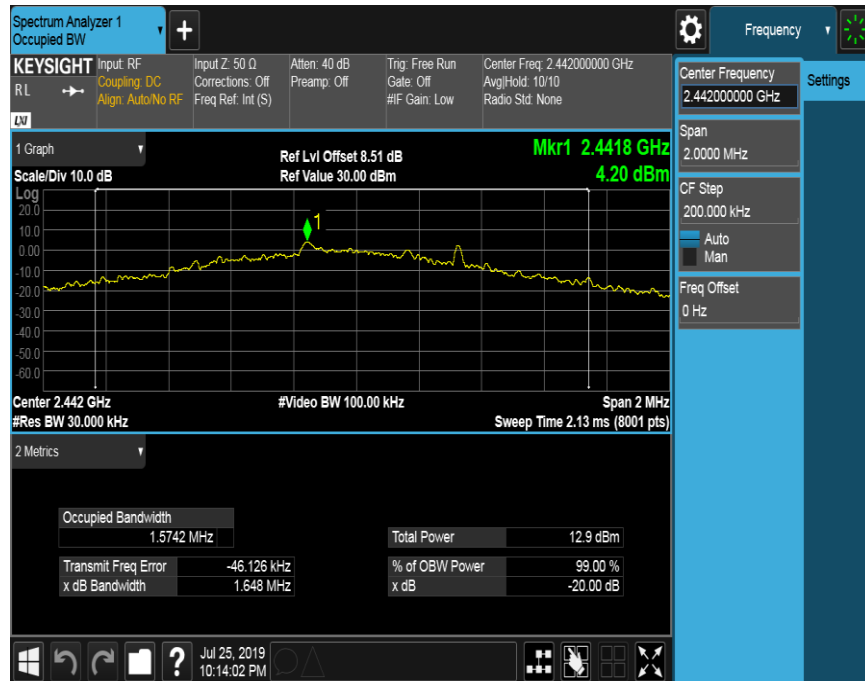 Spectrum Analyzer 1
Occupied BW
+
Frequency
KEYSIGHT
RL
LXI
Input: RF
Coupling: DC
Align: Auto/No RF
Input Z: 50 Ω
Corrections: Off
Freq Ref: Int (S)
Atten: 40 dB
Preamp: Off
Trig: Free Run
Gate: Off
#IF Gain: Low
Center Freq: 2.442000000 GHz
Avg|Hold: 10/10
Radio Std: None
Center Frequency
2.442000000 GHz
Settings
Span
2.0000 MHz
CF Step
200.000 kHz
Auto
Man
Freq Offset
0 Hz
1 Graph
Scale/Div 10.0 dB
Ref Lvl Offset 8.51 dB
Ref Value 30.00 dBm
Mkr1 2.4418 GHz
4.20 dBm
Log
20.0
10.0
0.00
-10.0
-20.0
-30.0
-40.0
-50.0
-60.0
1
Center 2.442 GHz
#Video BW 100.00 kHz
Span 2 MHz
#Res BW 30.000 kHz
Sweep Time 2.13 ms (8001 pts)
2 Metrics
Occupied Bandwidth
1.5742 MHz
Total Power 12.9 dBm
Transmit Freq Error -46.126 kHz
% of OBW Power 99.00 %
x dB Bandwidth 1.648 MHz
x dB -20.00 dB
?
Jul 25, 2019
10:14:02 PM